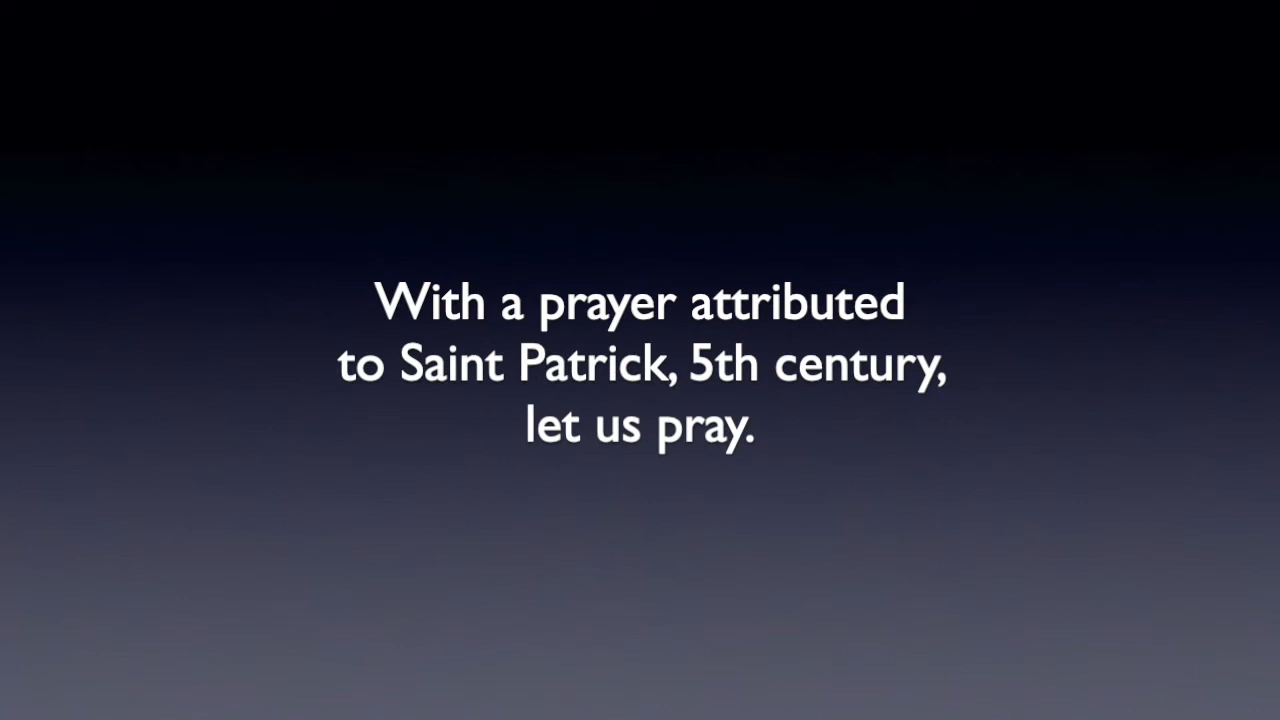 With a prayer attributed
to Saint Patrick, 5th century,
let us pray.